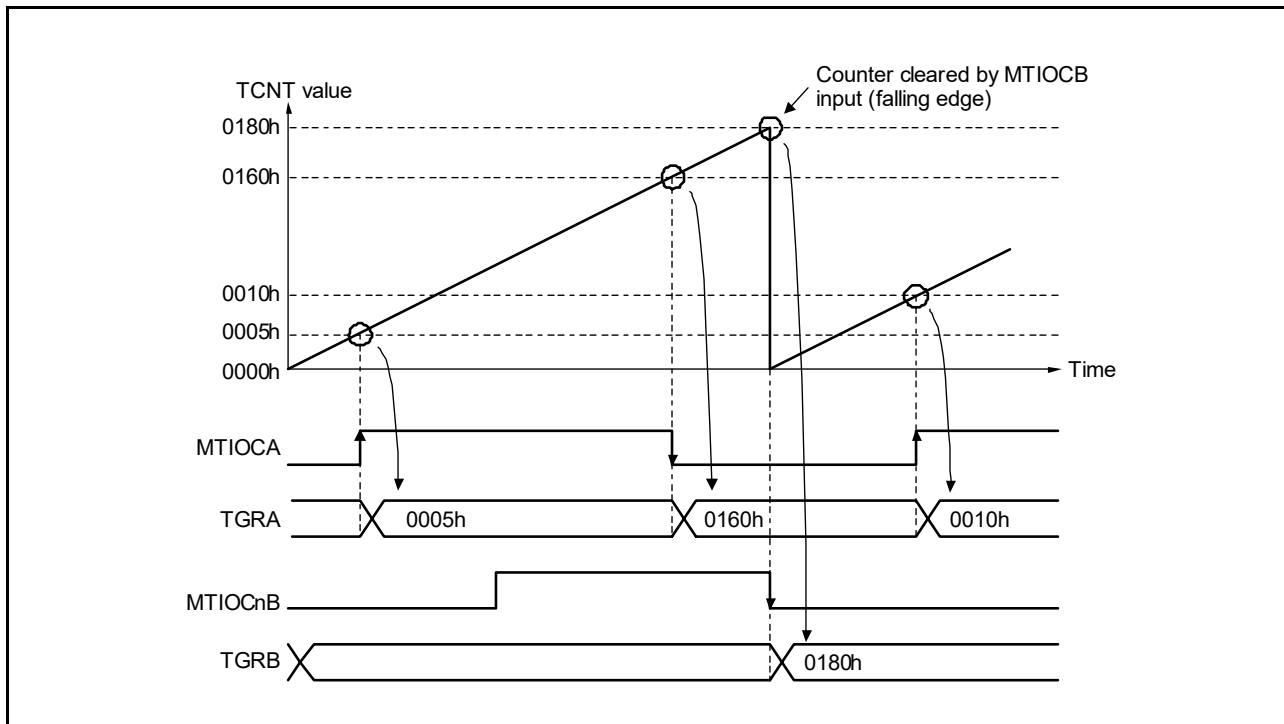 TCNT value
Counter cleared by MTIOCB
input (falling edge)
0180h
0160h
0010h
0005h
0000h
Time
MTIOCA
TGRA
0005h
0160h
0010h
MTIOCnB
TGRB
0180h